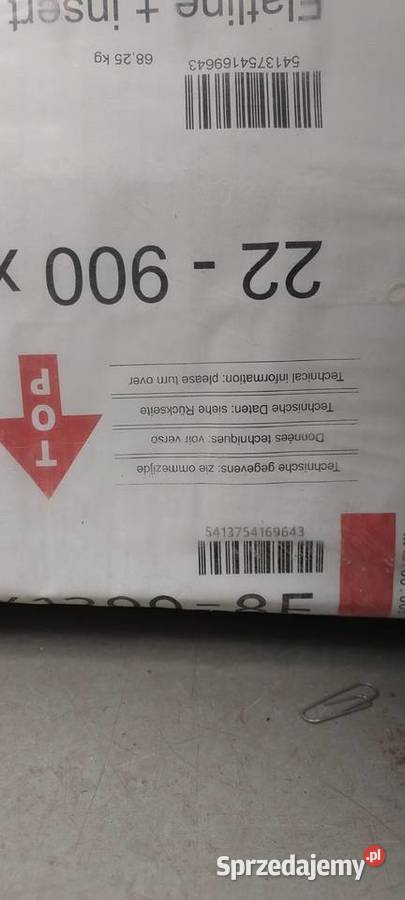 5413754169643
Technische gegevens: zie ommezijde
Données techniques: voir verso
Technische Daten: siehe Rückseite
Technical information: please turn over
TOP
22 - 900 x
5413754169643
68,25 kg
Flatline + insert
Sprzedajemy.pl